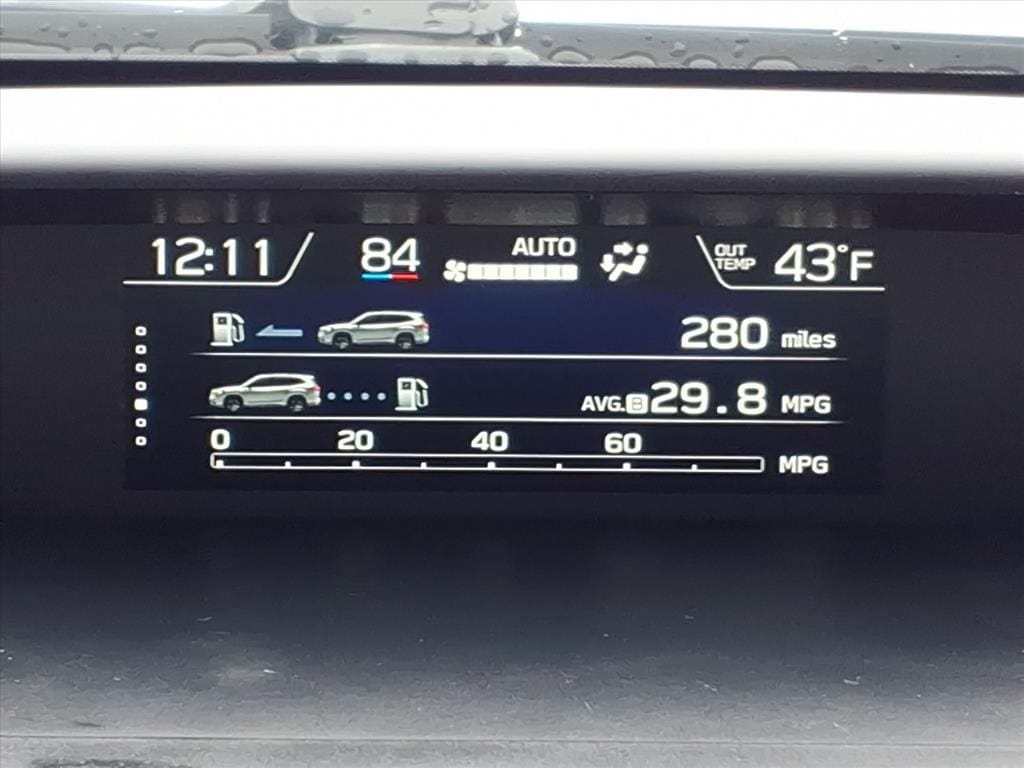 12:11 84 AUTO OUT TEMP 43°F
280 miles
AVG. B 29.8 MPG
0 20 40 60
MPG